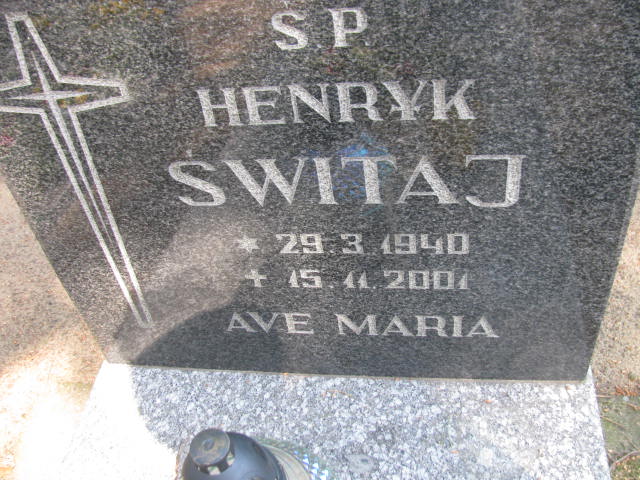 S.P.
HENRYK
SWITAJ
* 29.3.1940
+ 15.11.2001
AVE MARIA